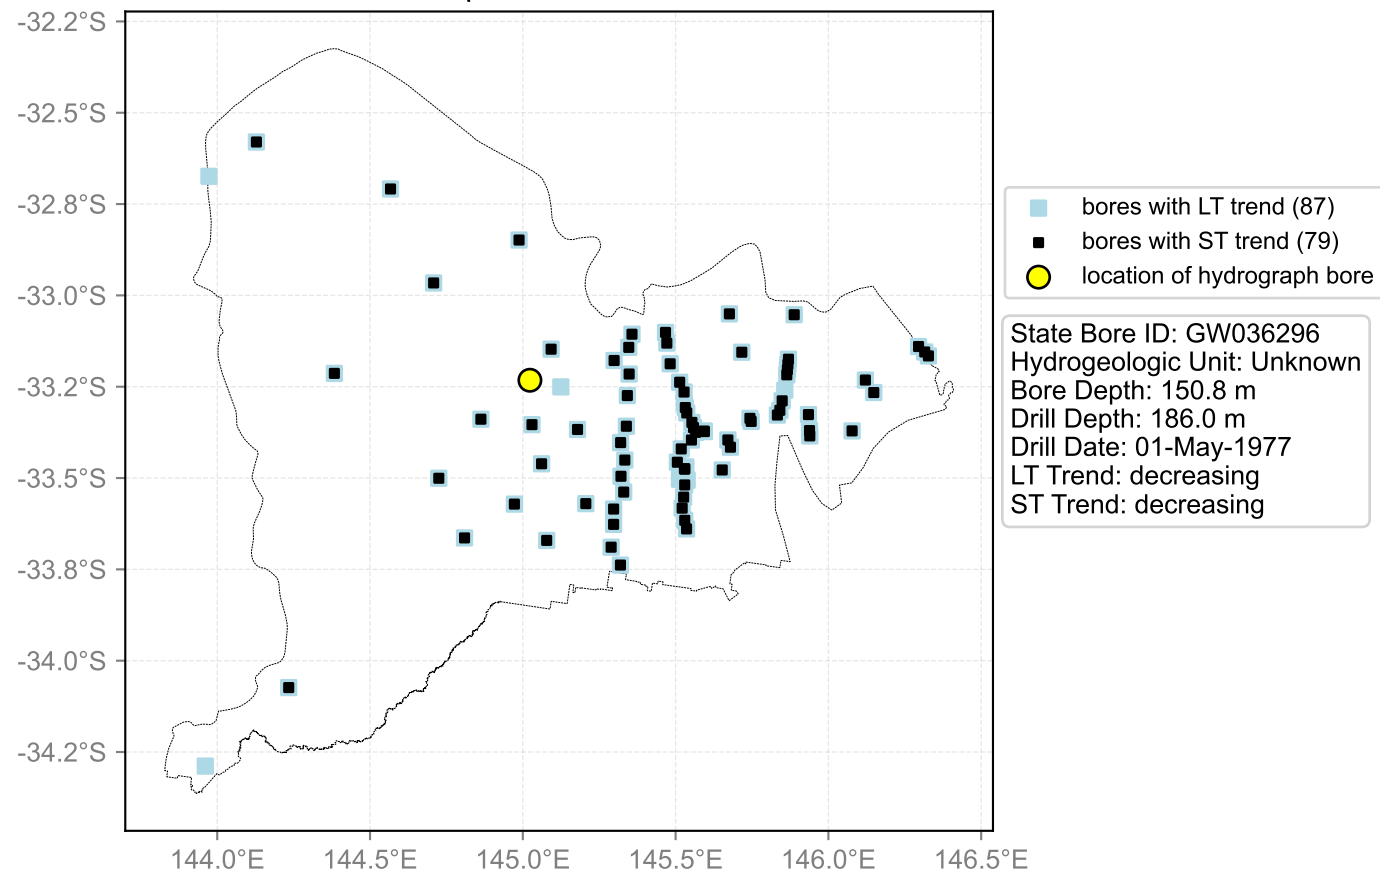 -32.2°S
-32.5°S
-32.8°S
-33.0°S
-33.2°S
-33.5°S
-33.8°S
-34.0°S
-34.2°S
144.0°E
144.5°E
145.0°E
145.5°E
146.0°E
146.5°E
bores with LT trend (87)
bores with ST trend (79)
location of hydrograph bore
State Bore ID: GW036296
Hydrogeologic Unit: Unknown
Bore Depth: 150.8 m
Drill Depth: 186.0 m
Drill Date: 01-May-1977
LT Trend: decreasing
ST Trend: decreasing